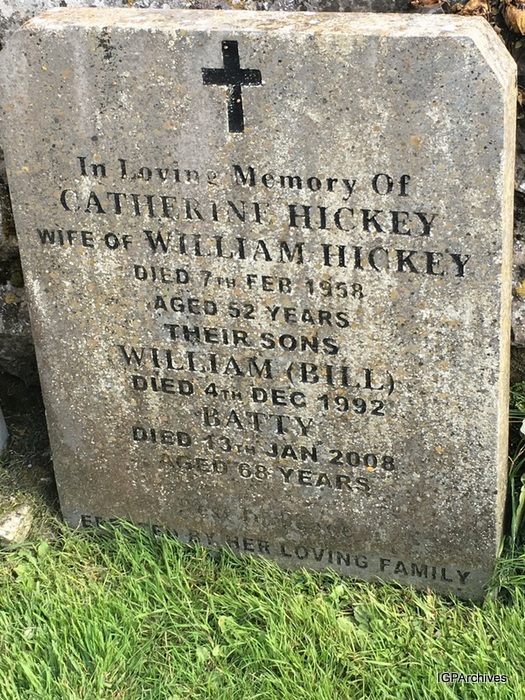 In Loving Memory Of
CATHERINE HICKEY
WIFE OF WILLIAM HICKEY
DIED 7TH FEB 1958
AGED 52 YEARS
THEIR SONS
WILLIAM (BILL)
DIED 4TH DEC 1992
BATTY
DIED 13TH JAN 2008
AGED 68 YEARS
BY HER LOVING FAMILY
IGPArchives